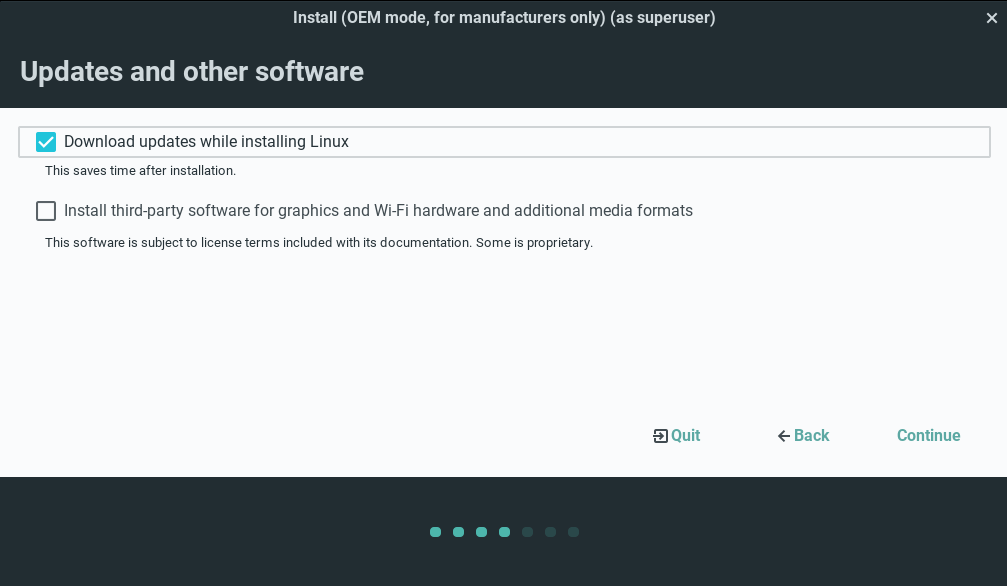 Install (OEM mode, for manufacturers only) (as superuser)
Updates and other software
Download updates while installing Linux
This saves time after installation.
Install third-party software for graphics and Wi-Fi hardware and additional media formats
This software is subject to license terms included with its documentation. Some is proprietary.
Quit
Back
Continue